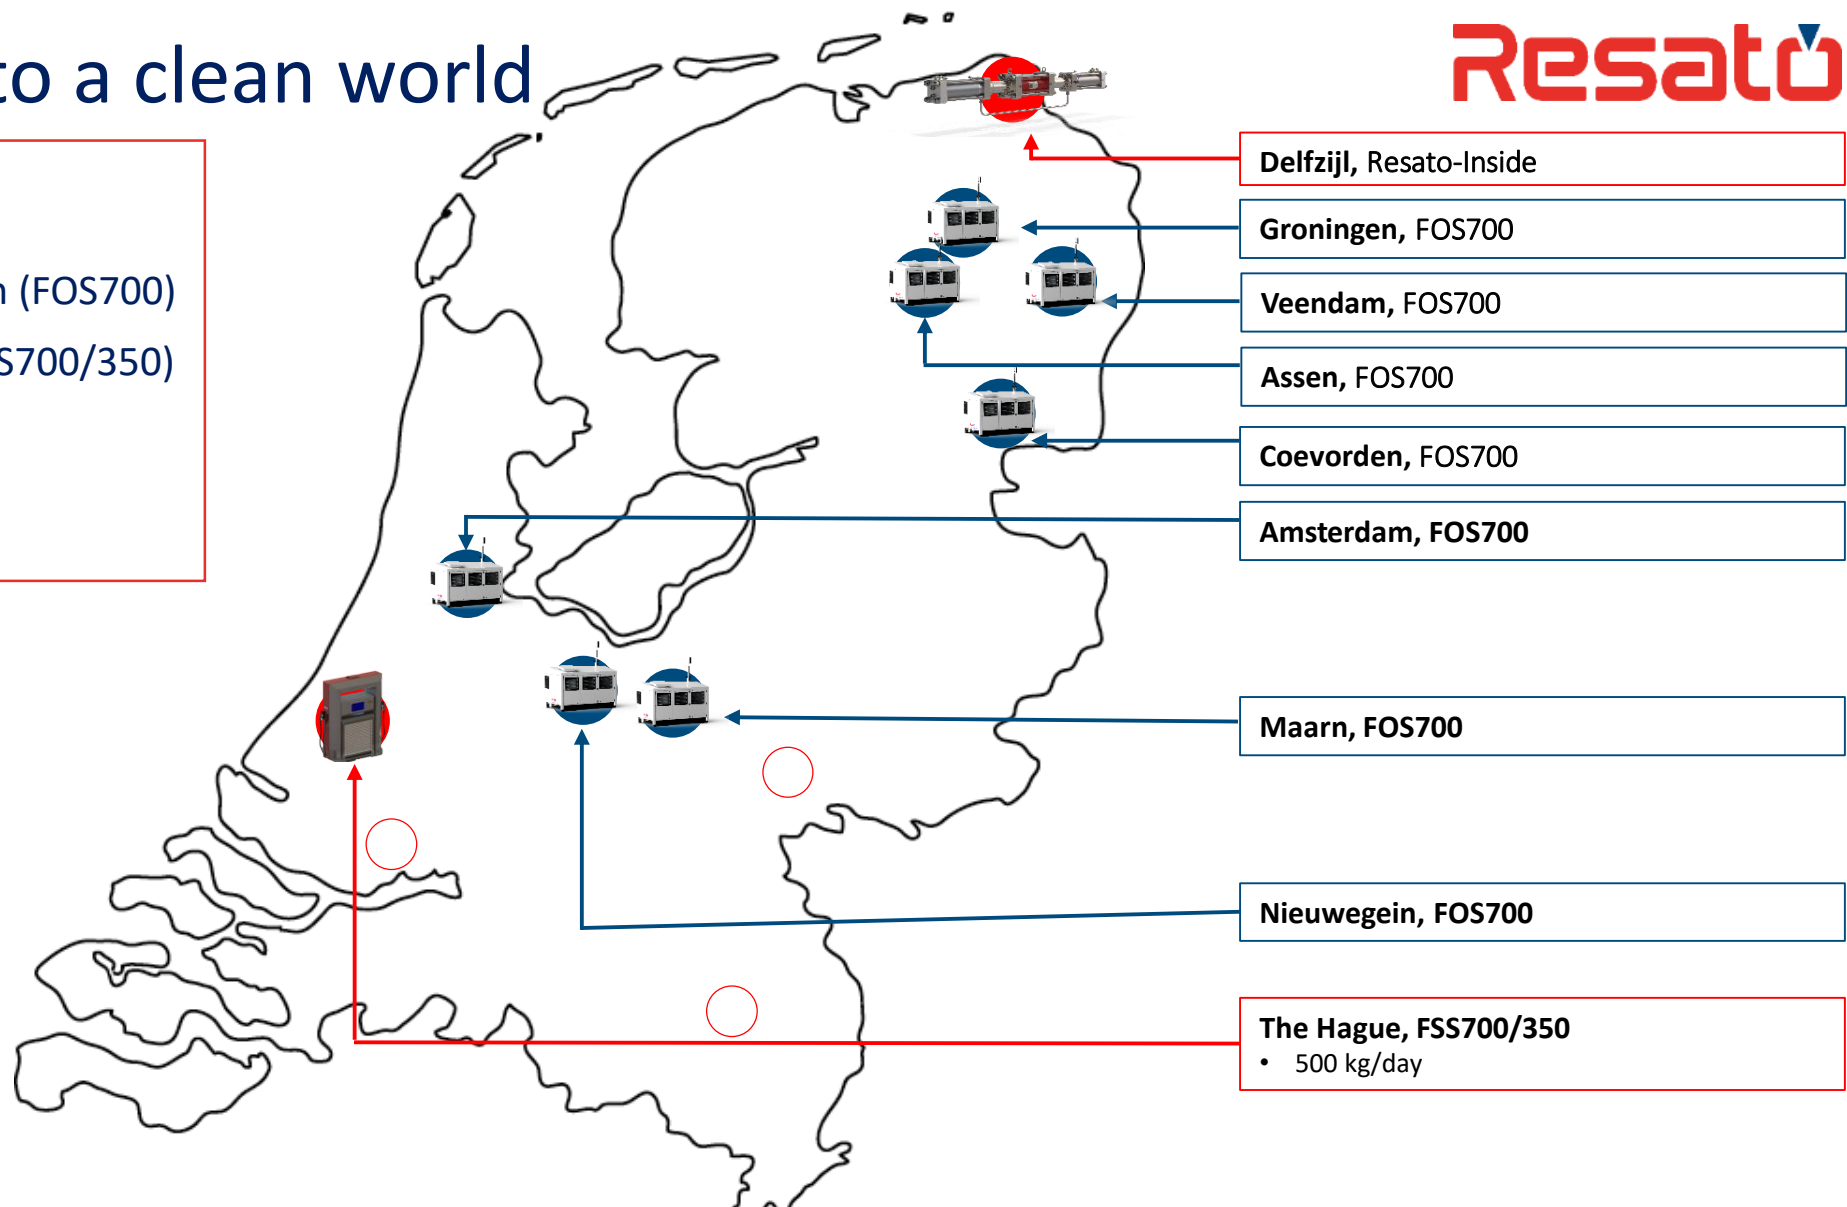 to a clean world
Resato
(FOS700)
S700/350)
Delfzijl, Resato-Inside
Groningen, FOS700
Veendam, FOS700
Assen, FOS700
Coevorden, FOS700
Amsterdam, FOS700
Maarn, FOS700
Nieuwegein, FOS700
The Hague, FSS700/350
• 500 kg/day